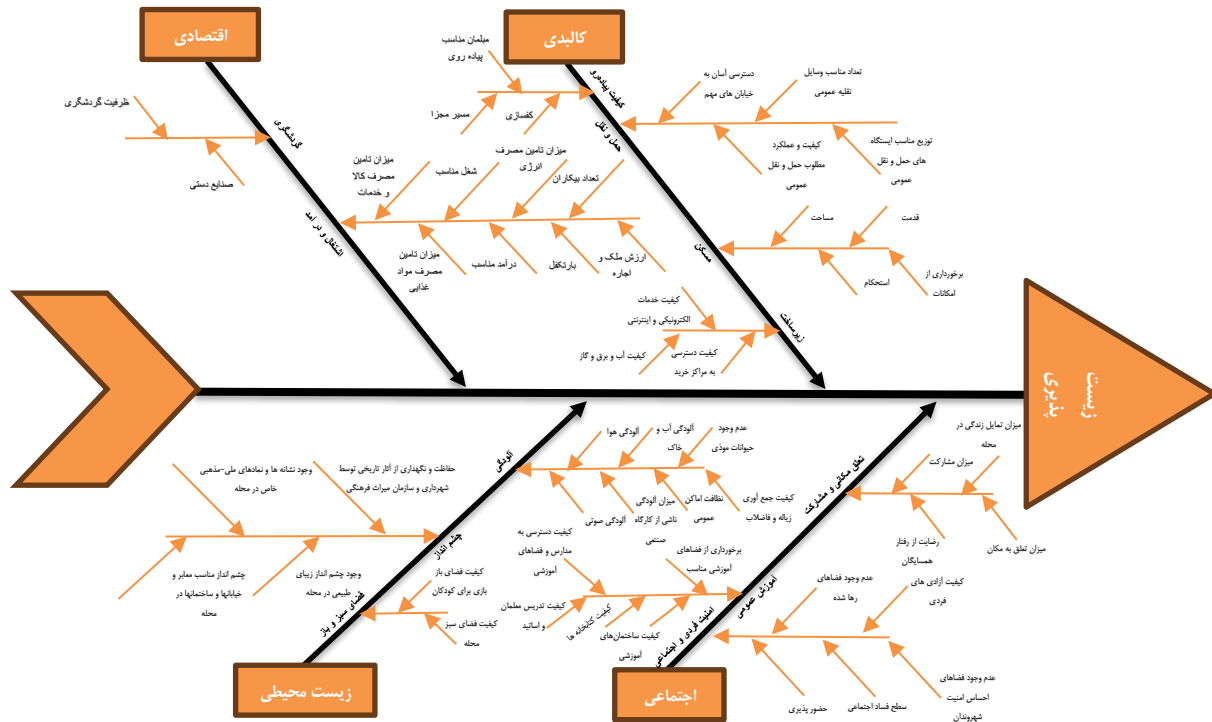 اقتصادی
کالبدی
زیست
پذیری
زیست محیطی
اجتماعی
گردشگری
ظرفیت گردشگری
صنایع دستی
اشتغال و در آمد
میزان تامین
مصرف کالا
و خدمات
شغل مناسب
میزان تامین مصرف
انرژی
تعداد بیکاران
میزان تامین
مصرف مواد
غذایی
درآمد مناسب
بارتکفل
ارزش ملک و
اجاره
کیفیت پیاده‌رو
مبلمان مناسب
پیاده روی
مسیر مجزا
کفسازی
حمل و نقل
دسترسی آسان به
خیابان های مهم
تعداد مناسب وسایل
نقلیه عمومی
کیفیت و عملکرد
مطلوب حمل و نقل
عمومی
توزیع مناسب ایستگاه
های حمل و نقل
عمومی
مسکن
مساحت
قدمت
استحکام
برخورداری از
امکانات
زیرساخت
کیفیت خدمات
الکترونیکی و اینترنتی
کیفیت آب و برق و گاز
کیفیت دسترسی
به مراکز خرید
آلودگی
آلودگی هوا
آلودگی آب و
خاک
عدم وجود
حیوانات موذی
آلودگی صوتی
میزان آلودگی
ناشی از کارگاه
صنعتی
نظافت اماکن
عمومی
کیفیت جمع آوری
زباله و فاضلاب
چشم انداز
وجود نشانه ها و نمادهای ملی-مذهبی
خاص در محله
حفاظت و نگهداری از آثار تاریخی توسط
شهرداری و سازمان میراث فرهنگی
چشم انداز مناسب معابر و
خیابانها و ساختمانها در
محله
وجود چشم انداز زیبای
طبیعی در محله
فضای سبز و باز
کیفیت فضای باز
بازی برای کودکان
کیفیت فضای سبز
محله
تعلق مکانی و مشارکت
میزان تمایل زندگی در
محله
میزان مشارکت
رضایت از رفتار
همسایگان
میزان تعلق به مکان
آموزش عمومی
کیفیت دسترسی به
مدارس و فضاهای
آموزشی
برخورداری از فضاهای
آموزشی مناسب
کیفیت تدریس معلمان
و اساتید
کیفیت کتابخانه ها
کیفیت ساختمان‌های
آموزشی
امنیت فردی و اجتماعی
عدم وجود فضاهای
رها شده
کیفیت آزادی های
فردی
حضور پذیری
سطح فساد اجتماعی
عدم وجود فضاهای
احساس امنیت
شهروندان